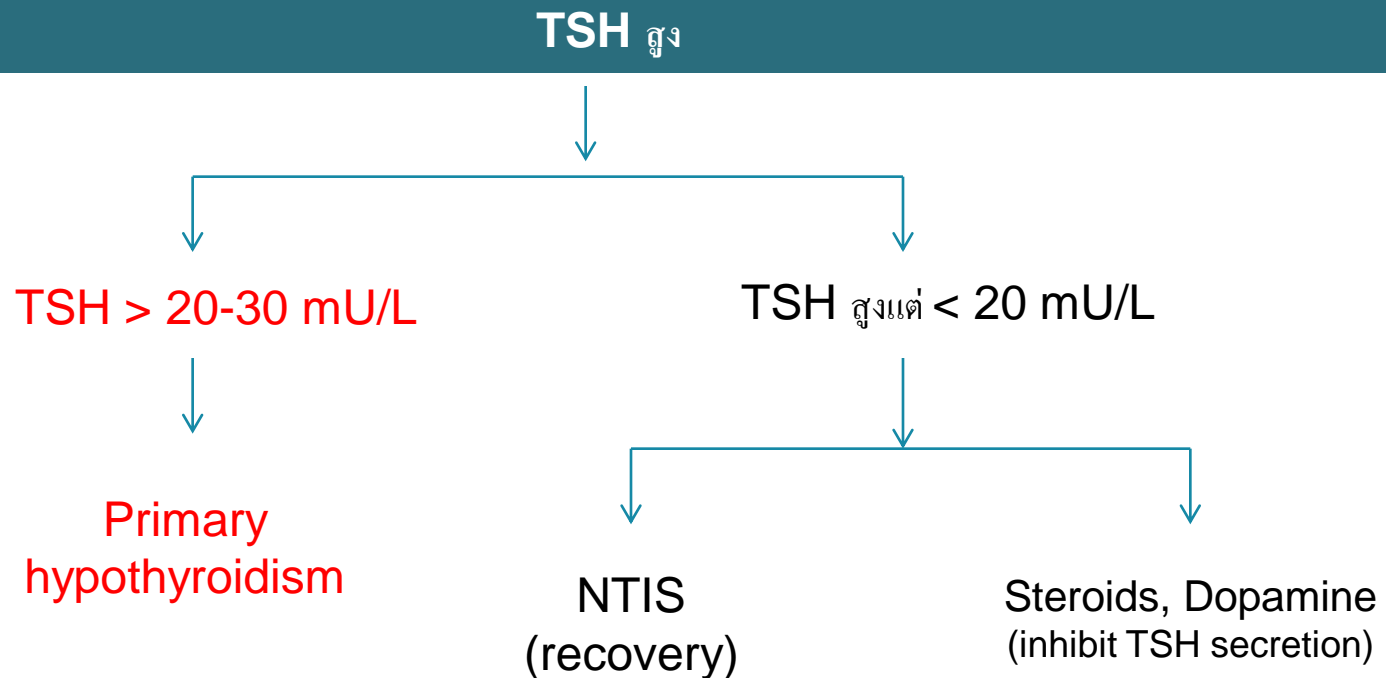 TSH สูง
TSH > 20-30 mU/L
TSH สูงแต่ < 20 mU/L
Primary
hypothyroidism
NTIS
(recovery)
Steroids, Dopamine
(inhibit TSH secretion)